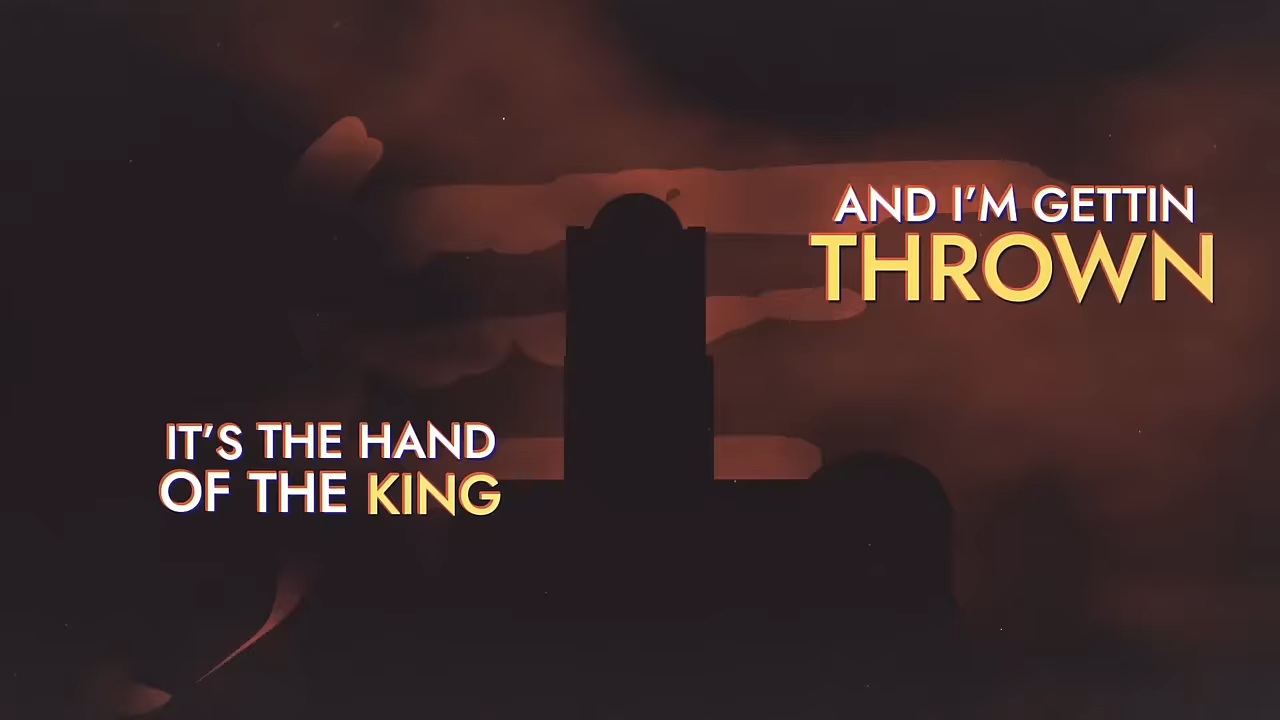 IT’S THE HAND
OF THE KING
AND I’M GETTIN
THROWN